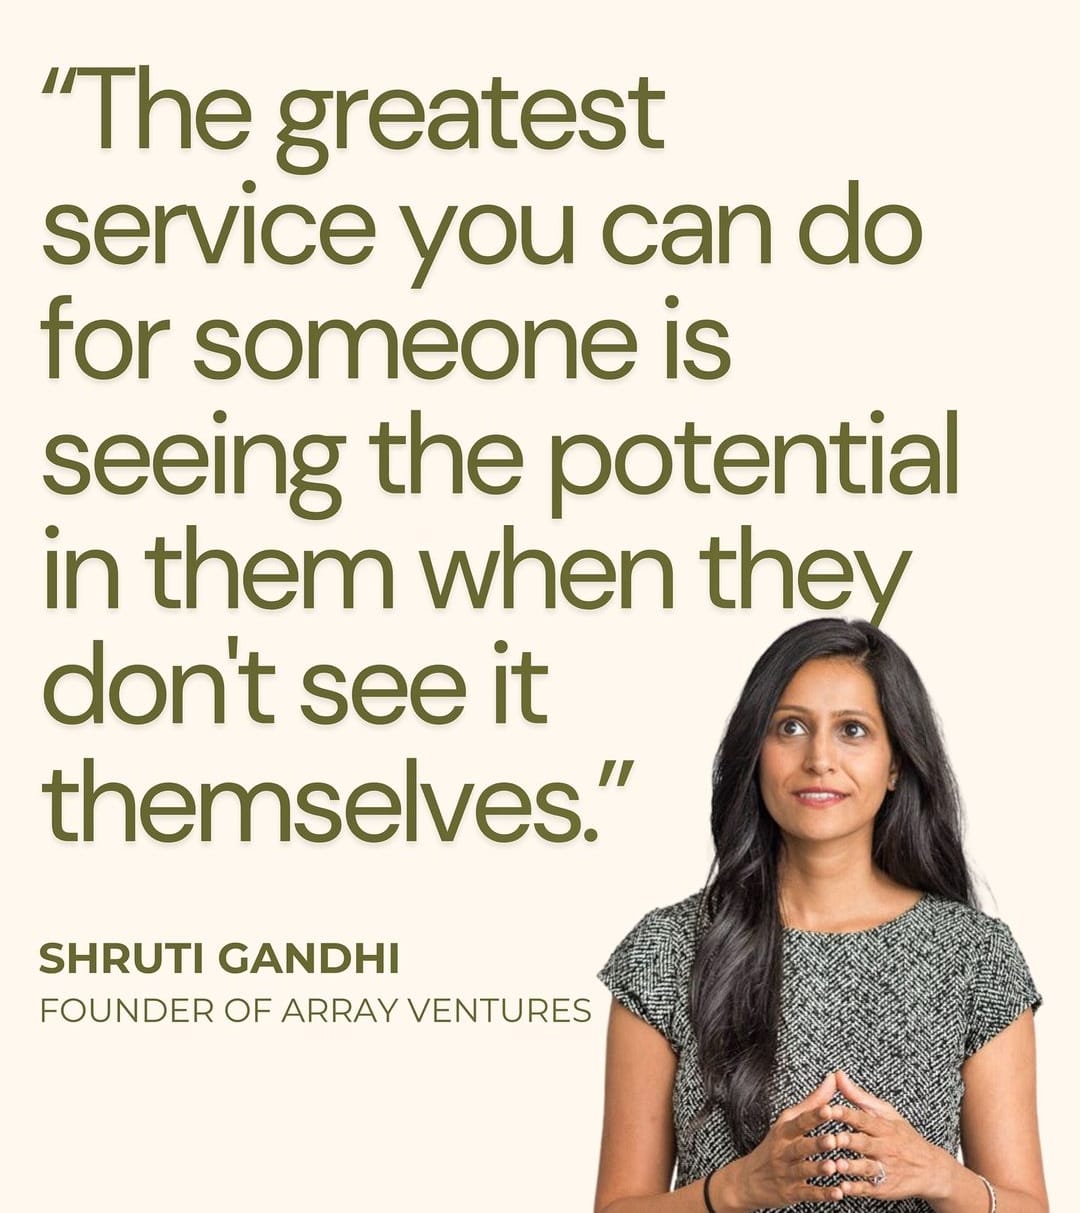 “The greatest
service you can do
for someone is
seeing the potential
in them when they
don't see it
themselves.”
SHRUTI GANDHI
FOUNDER OF ARRAY VENTURES